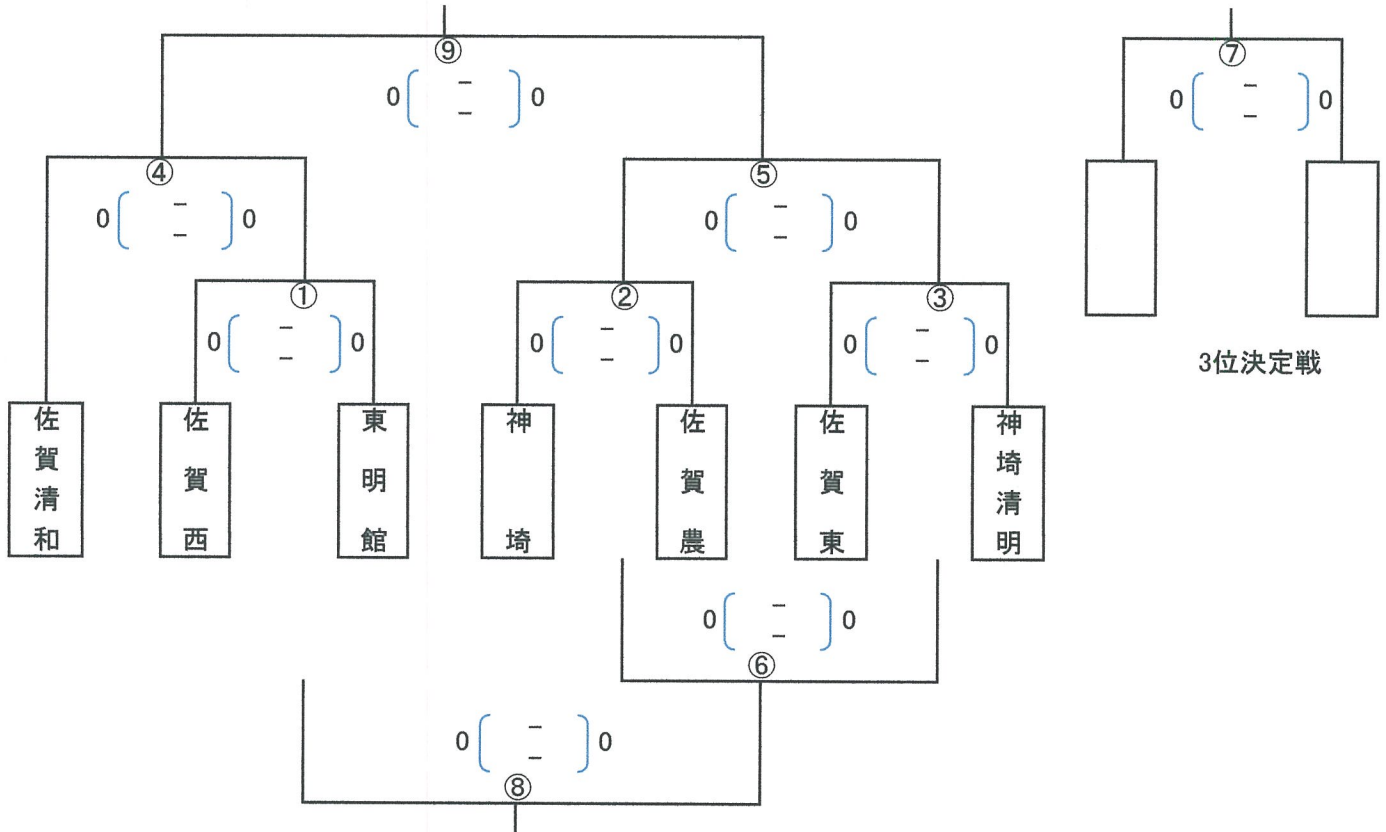 ⑨
0 ( - - ) 0
⑦
0 ( - - ) 0
④
0 ( - - ) 0
⑤
0 ( - - ) 0
①
0 ( - - ) 0
②
0 ( - - ) 0
③
0 ( - - ) 0
3位決定戦
佐賀清和
佐賀西
東明館
神埼
佐賀農
佐賀東
神埼清明
0 ( - - ) 0
⑥
0 ( - - ) 0
⑧